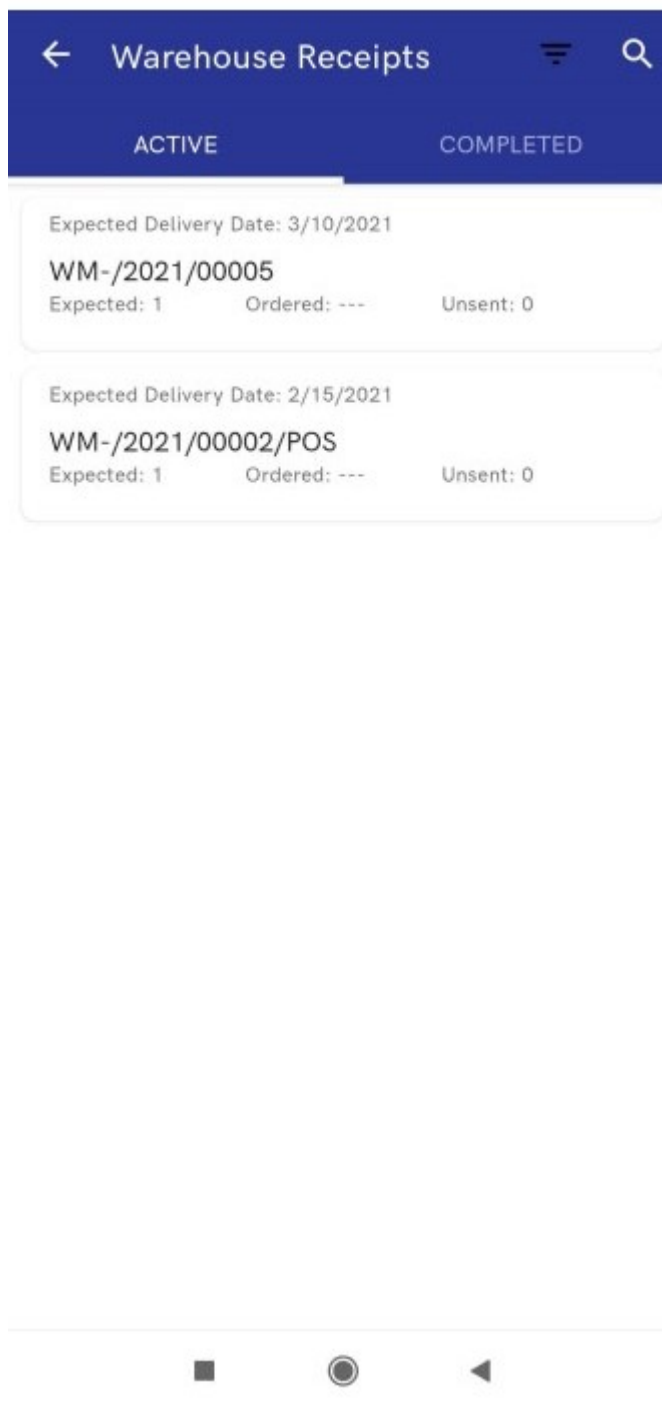 Warehouse Receipts
ACTIVE COMPLETED
Expected Delivery Date: 3/10/2021
WM-/2021/00005
Expected: 1 Ordered: --- Unsent: 0
Expected Delivery Date: 2/15/2021
WM-/2021/00002/POS
Expected: 1 Ordered: --- Unsent: 0